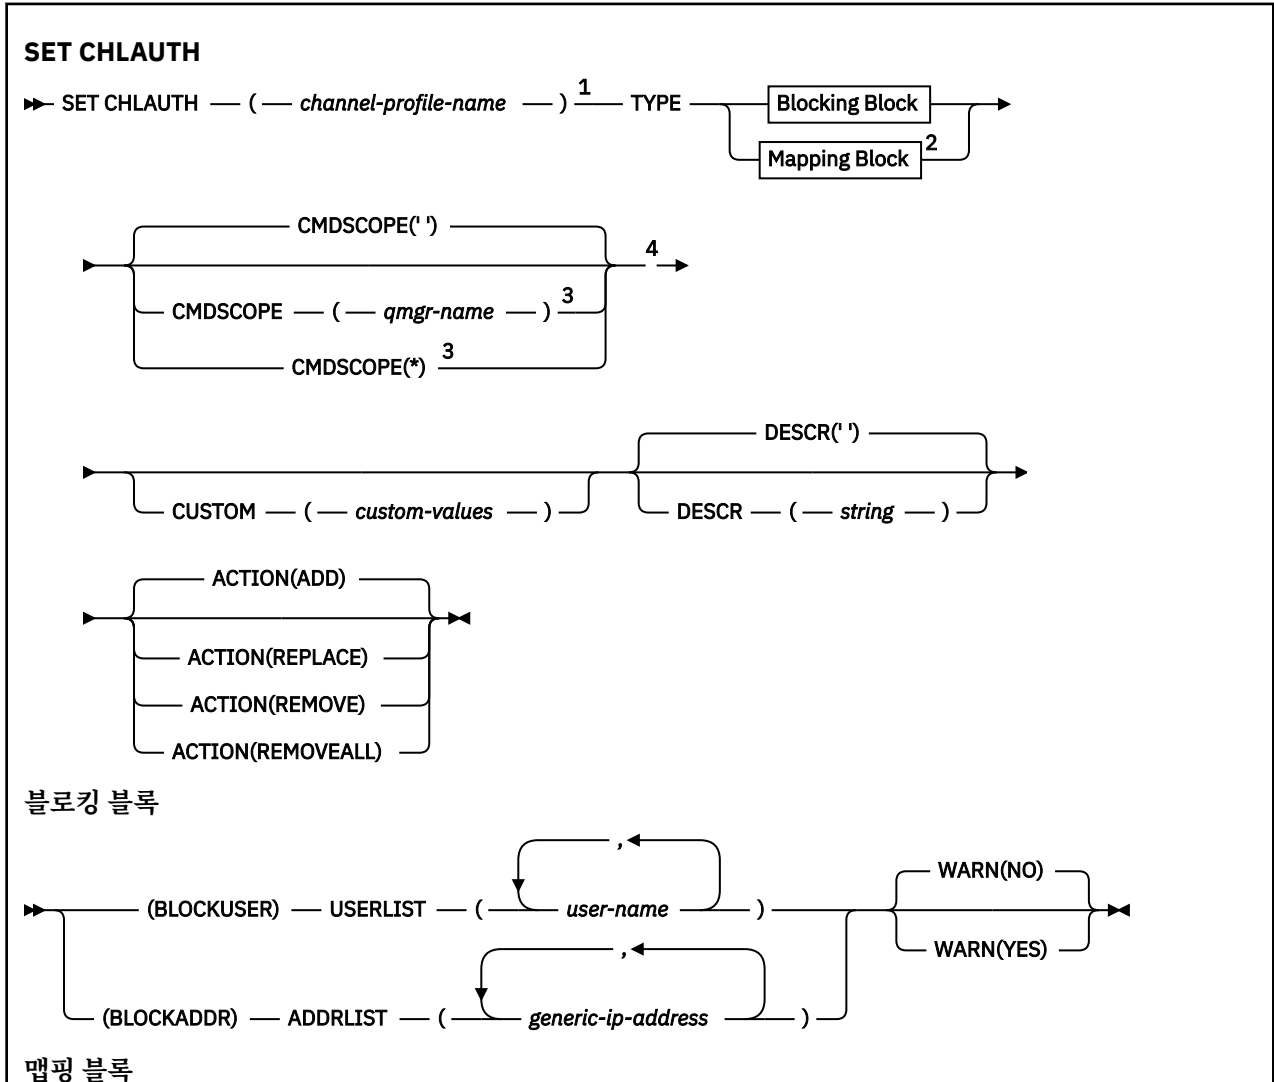 SET CHLAUTH
SET CHLAUTH ( channel-profile-name ) 1 TYPE Blocking Block
Mapping Block 2
CMDSCOPE(' ')
4
CMDSCOPE ( qmgr-name ) 3
CMDSCOPE(*) 3
DESCR(' ')
CUSTOM ( custom-values ) DESCR ( string )
ACTION(ADD)
ACTION(REPLACE)
ACTION(REMOVE)
ACTION(REMOVEALL)
블로킹 블록
,
WARN(NO)
(BLOCKUSER) USERLIST ( user-name )
WARN(YES)
,
(BLOCKADDR) ADDRLIST ( generic-ip-address )
맵핑 블록